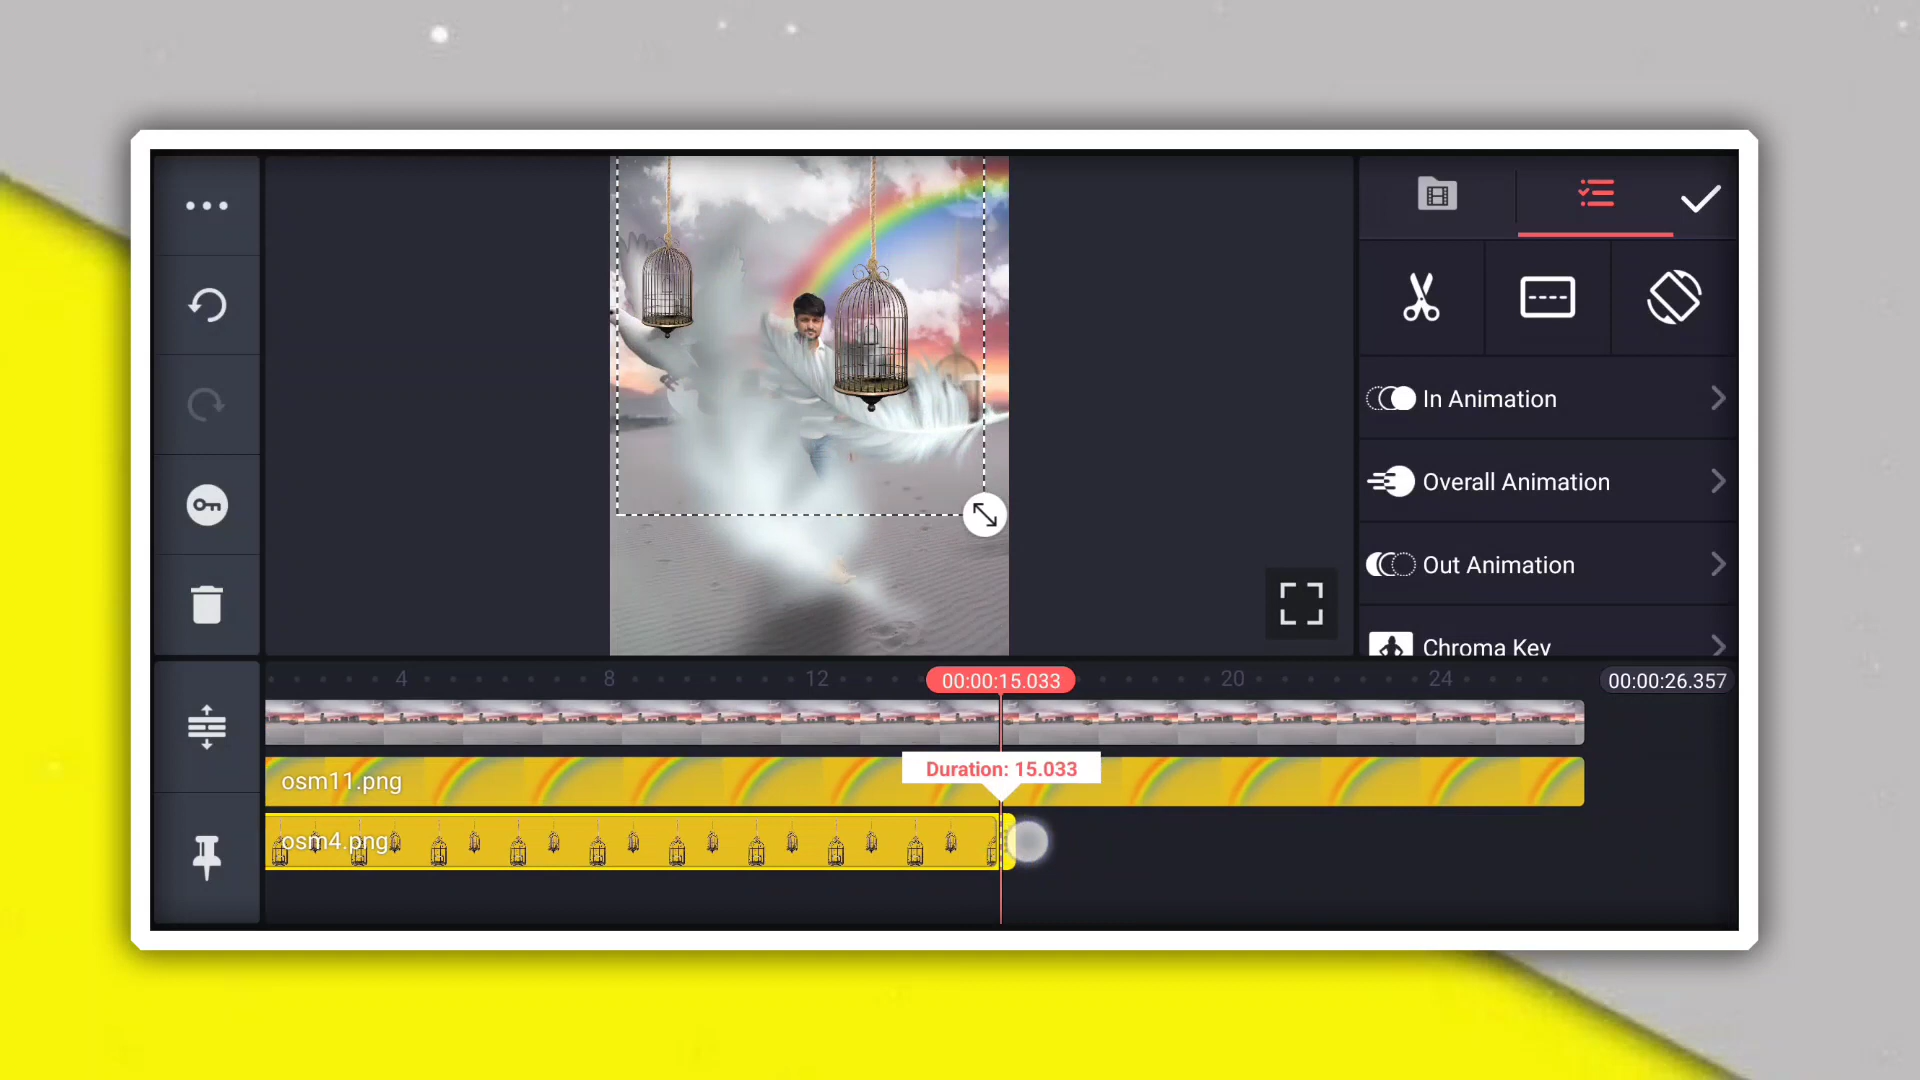 In Animation
Overall Animation
Out Animation
Chroma Key
4
8
12
00:00:15.033
20
24
00:00:26.357
Duration: 15.033
osm11.png
osm4.png